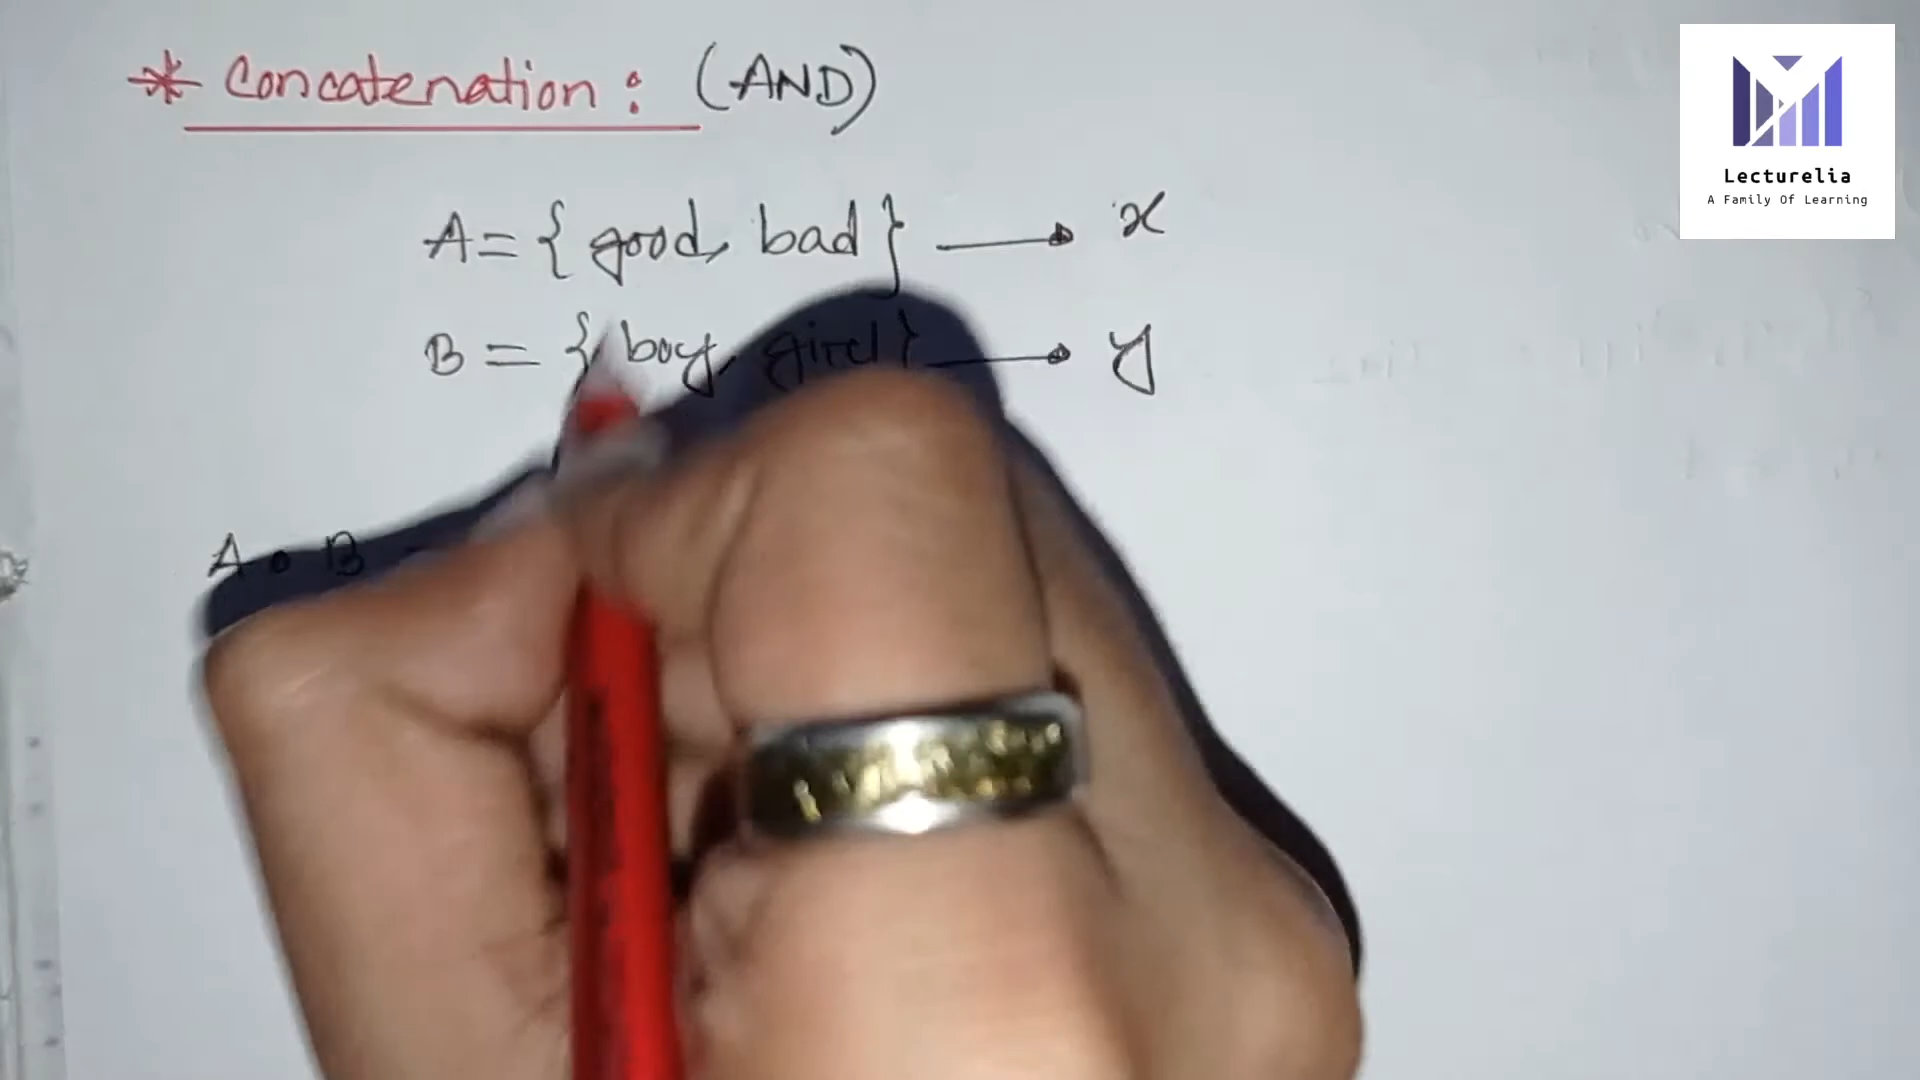 * Concatenation : (AND)
A = { good, bad } → x
B = { boy, girl } → y
A o B
Lecturelia
A Family Of Learning